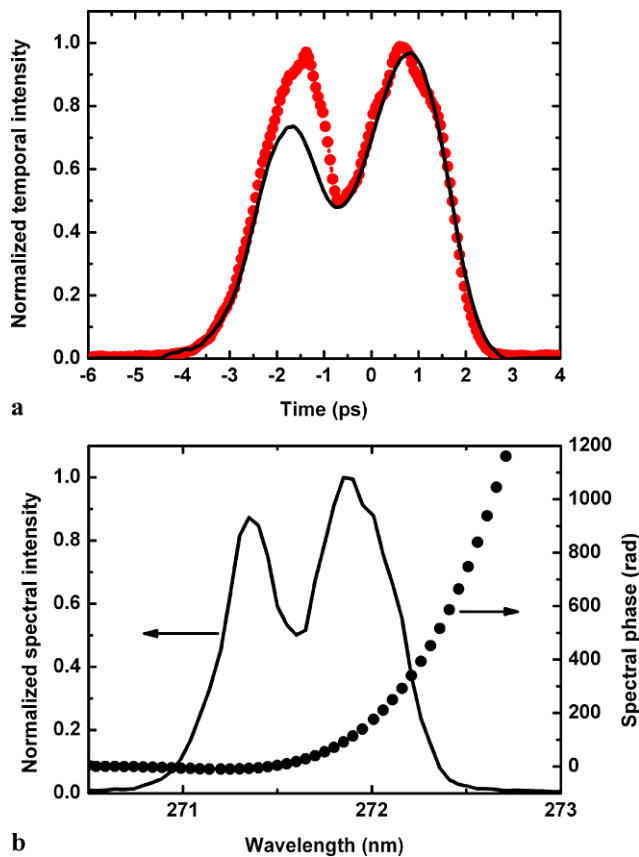 Normalized temporal intensity
1.0
0.8
0.6
0.4
0.2
0.0
-6 -5 -4 -3 -2 -1 0 1 2 3 4
Time (ps)
a
Normalized spectral intensity
1.0
0.8
0.6
0.4
0.2
0.0
1200
1000
800
600
400
200
0
Spectral phase (rad)
271 272 273
Wavelength (nm)
b